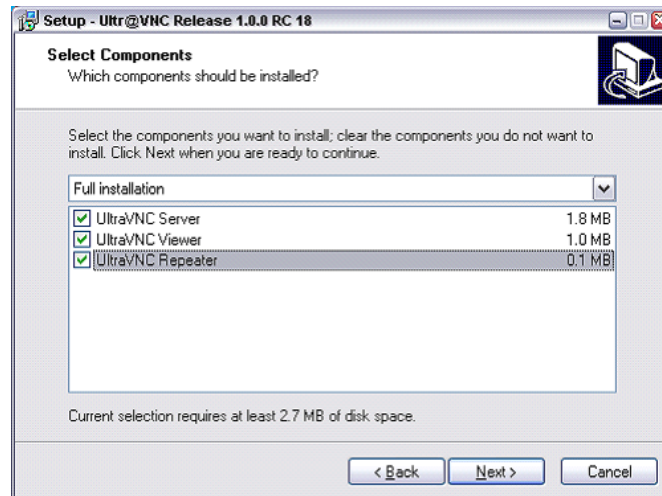 Setup - Ultr@VNC Release 1.0.0 RC 18
Select Components
Which components should be installed?
Select the components you want to install; clear the components you do not want to
install. Click Next when you are ready to continue.
Full installation
UltraVNC Server 1.8 MB
UltraVNC Viewer 1.0 MB
UltraVNC Repeater 0.1 MB
Current selection requires at least 2.7 MB of disk space.
< Back Next > Cancel